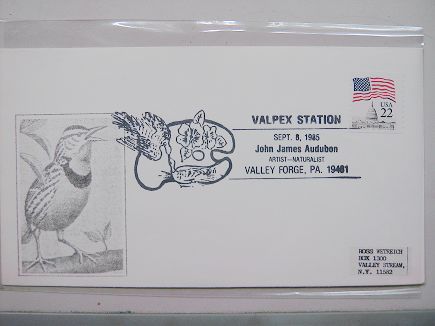 VALPEX STATION
SEPT. 8, 1985
John James Audubon
ARTIST—NATURALIST
VALLEY FORGE, PA. 19481
USA
22
ROSS WETREICH
BOX 1300
VALLEY STREAM,
N.Y. 11582